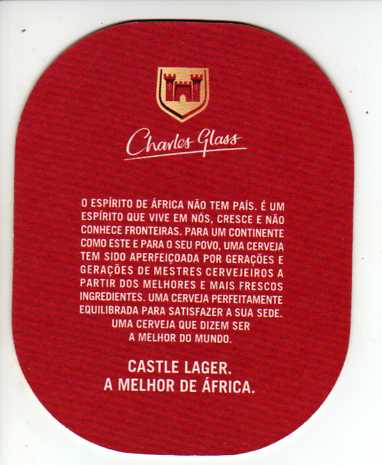 Charles Glass
O ESPÍRITO DE ÁFRICA NÃO TEM PAÍS. É UM
ESPÍRITO QUE VIVE EM NÓS, CRESCE E NÃO
CONHECE FRONTEIRAS. PARA UM CONTINENTE
COMO ESTE E PARA O SEU POVO, UMA CERVEJA
TEM SIDO APERFEIÇOADA POR GERAÇÕES E
GERAÇÕES DE MESTRES CERVEJEIROS A
PARTIR DOS MELHORES E MAIS FRESCOS
INGREDIENTES. UMA CERVEJA PERFEITAMENTE
EQUILIBRADA PARA SATISFAZER A SUA SEDE.
UMA CERVEJA QUE DIZEM SER
A MELHOR DO MUNDO.
CASTLE LAGER.
A MELHOR DE ÁFRICA.